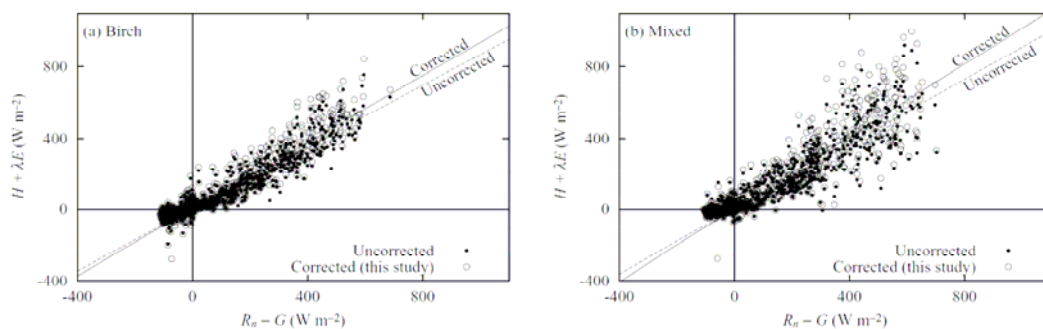 (a) Birch
Corrected
Uncorrected
800
400
0
-400
H + λE (W m⁻²)
Uncorrected
Corrected (this study)
-400
0
400
800
Rₙ – G (W m⁻²)
(b) Mixed
Corrected
Uncorrected
800
400
0
-400
H + λE (W m⁻²)
Uncorrected
Corrected (this study)
-400
0
400
800
Rₙ – G (W m⁻²)